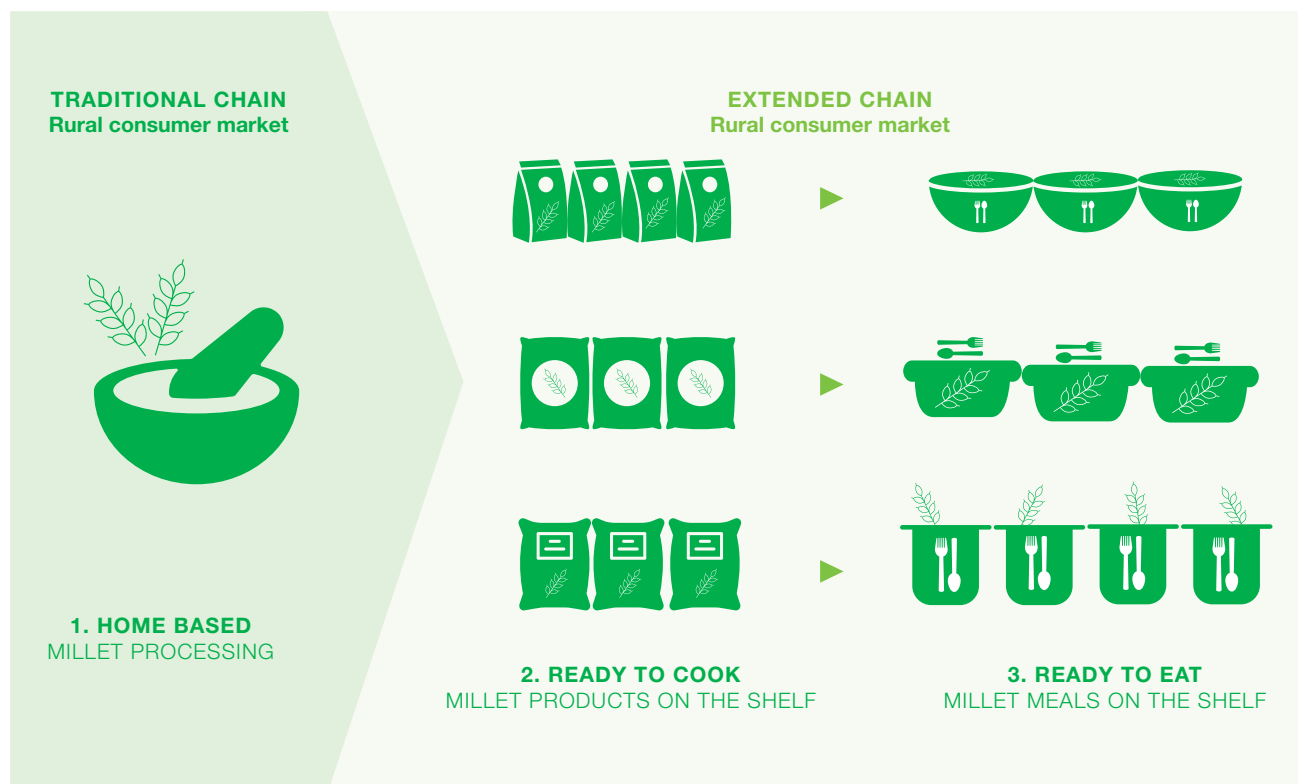 TRADITIONAL CHAIN
Rural consumer market
EXTENDED CHAIN
Rural consumer market
1. HOME BASED
MILLET PROCESSING
2. READY TO COOK
MILLET PRODUCTS ON THE SHELF
3. READY TO EAT
MILLET MEALS ON THE SHELF